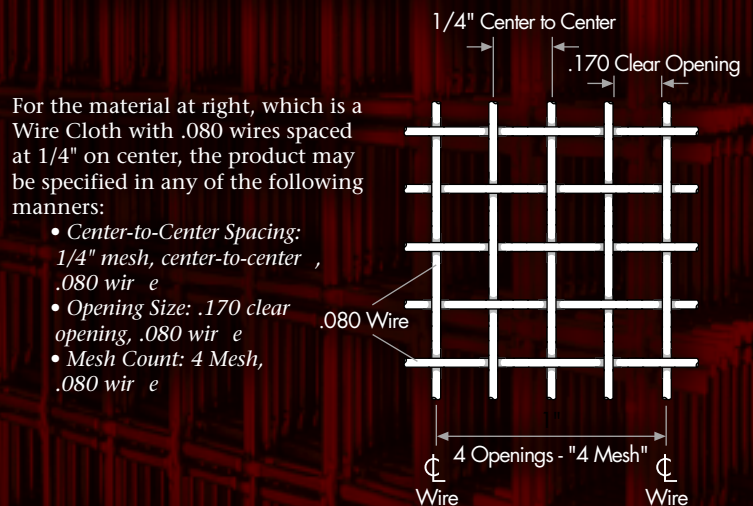 1/4" Center to Center
.170 Clear Opening
For the material at right, which is a
Wire Cloth with .080 wires spaced
at 1/4" on center, the product may
be specified in any of the following
manners:
• Center-to-Center Spacing:
1/4" mesh, center-to-center ,
.080 wir e
• Opening Size: .170 clear
opening, .080 wir e
• Mesh Count: 4 Mesh,
.080 wir e
.080 Wire
4 Openings - "4 Mesh"
℄ Wire
℄ Wire